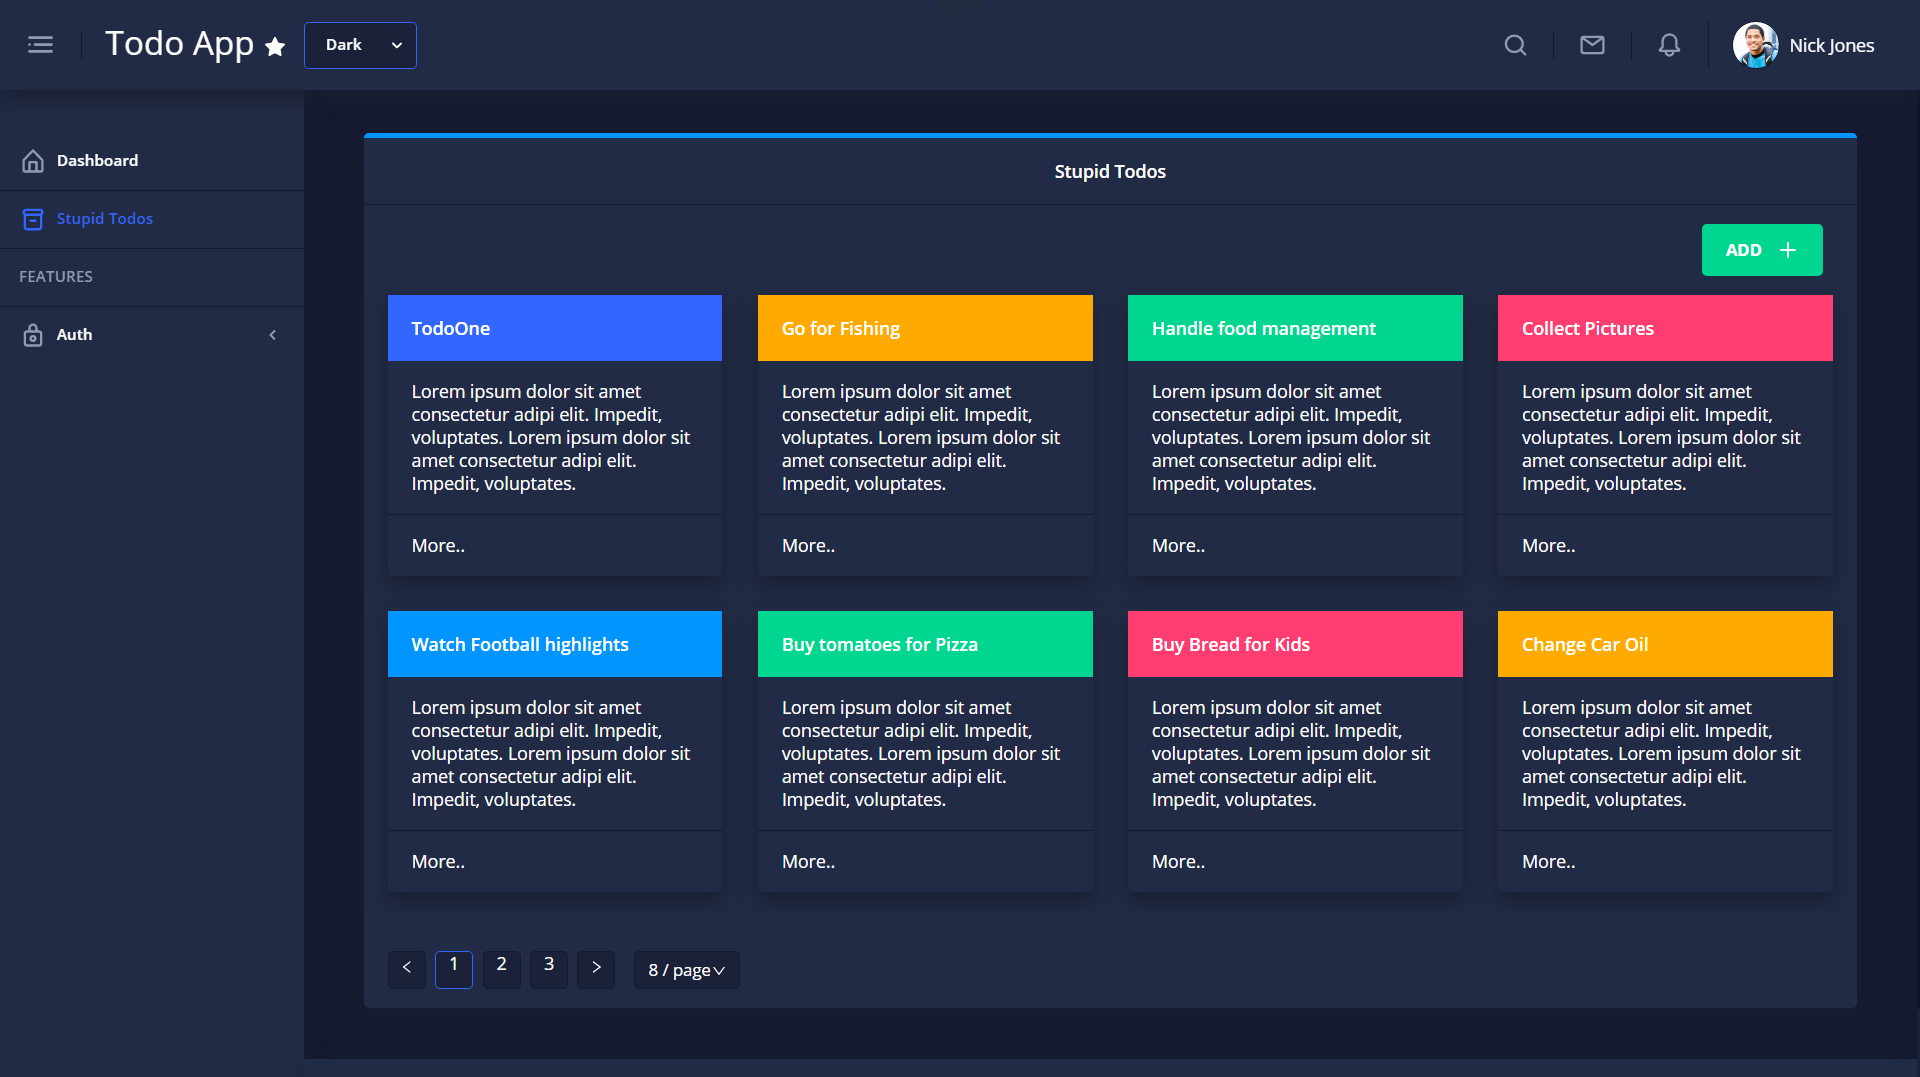 Todo App
Dark
Nick Jones
Dashboard
Stupid Todos
FEATURES
Auth
Stupid Todos
ADD
TodoOne
Lorem ipsum dolor sit amet
consectetur adipi elit. Impedit,
voluptates. Lorem ipsum dolor sit
amet consectetur adipi elit.
Impedit, voluptates.
More..
Go for Fishing
Lorem ipsum dolor sit amet
consectetur adipi elit. Impedit,
voluptates. Lorem ipsum dolor sit
amet consectetur adipi elit.
Impedit, voluptates.
More..
Handle food management
Lorem ipsum dolor sit amet
consectetur adipi elit. Impedit,
voluptates. Lorem ipsum dolor sit
amet consectetur adipi elit.
Impedit, voluptates.
More..
Collect Pictures
Lorem ipsum dolor sit amet
consectetur adipi elit. Impedit,
voluptates. Lorem ipsum dolor sit
amet consectetur adipi elit.
Impedit, voluptates.
More..
Watch Football highlights
Lorem ipsum dolor sit amet
consectetur adipi elit. Impedit,
voluptates. Lorem ipsum dolor sit
amet consectetur adipi elit.
Impedit, voluptates.
More..
Buy tomatoes for Pizza
Lorem ipsum dolor sit amet
consectetur adipi elit. Impedit,
voluptates. Lorem ipsum dolor sit
amet consectetur adipi elit.
Impedit, voluptates.
More..
Buy Bread for Kids
Lorem ipsum dolor sit amet
consectetur adipi elit. Impedit,
voluptates. Lorem ipsum dolor sit
amet consectetur adipi elit.
Impedit, voluptates.
More..
Change Car Oil
Lorem ipsum dolor sit amet
consectetur adipi elit. Impedit,
voluptates. Lorem ipsum dolor sit
amet consectetur adipi elit.
Impedit, voluptates.
More..
1 2 3 8 / page